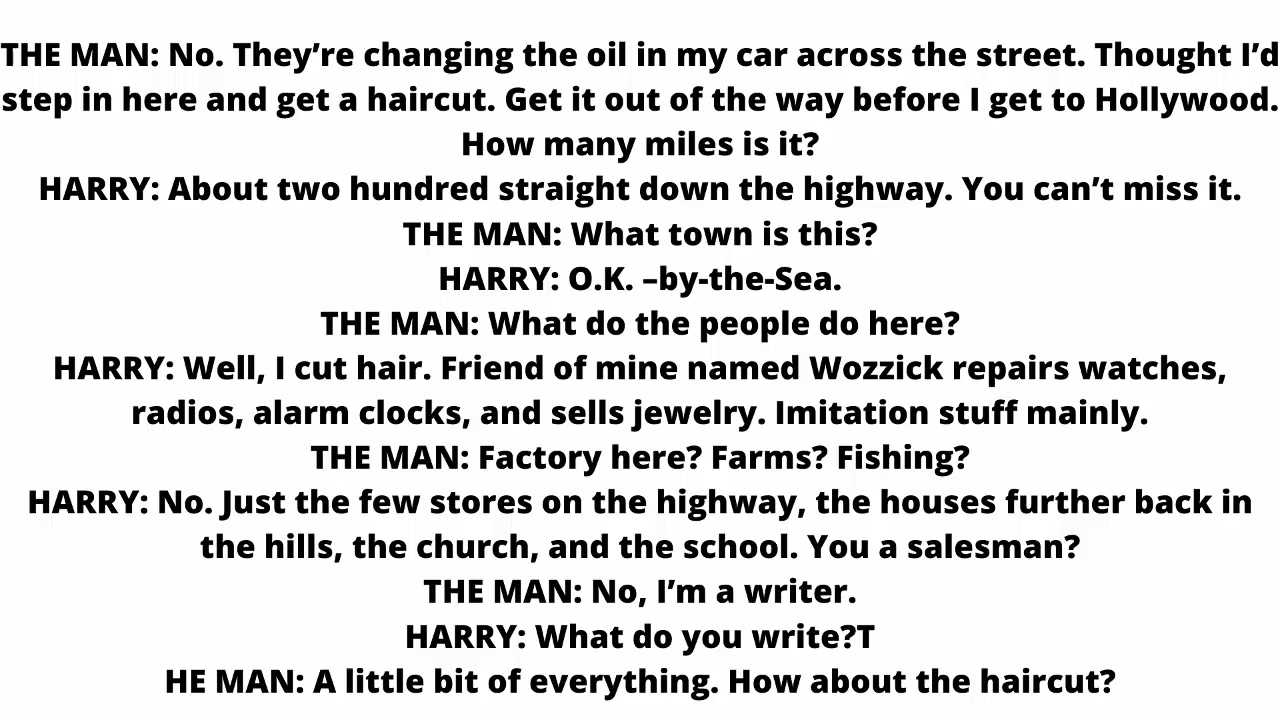 THE MAN: No. They’re changing the oil in my car across the street. Thought I’d
step in here and get a haircut. Get it out of the way before I get to Hollywood.
How many miles is it?
HARRY: About two hundred straight down the highway. You can’t miss it.
THE MAN: What town is this?
HARRY: O.K. –by-the-Sea.
THE MAN: What do the people do here?
HARRY: Well, I cut hair. Friend of mine named Wozzick repairs watches,
radios, alarm clocks, and sells jewelry. Imitation stuff mainly.
THE MAN: Factory here? Farms? Fishing?
HARRY: No. Just the few stores on the highway, the houses further back in
the hills, the church, and the school. You a salesman?
THE MAN: No, I’m a writer.
HARRY: What do you write?T
HE MAN: A little bit of everything. How about the haircut?